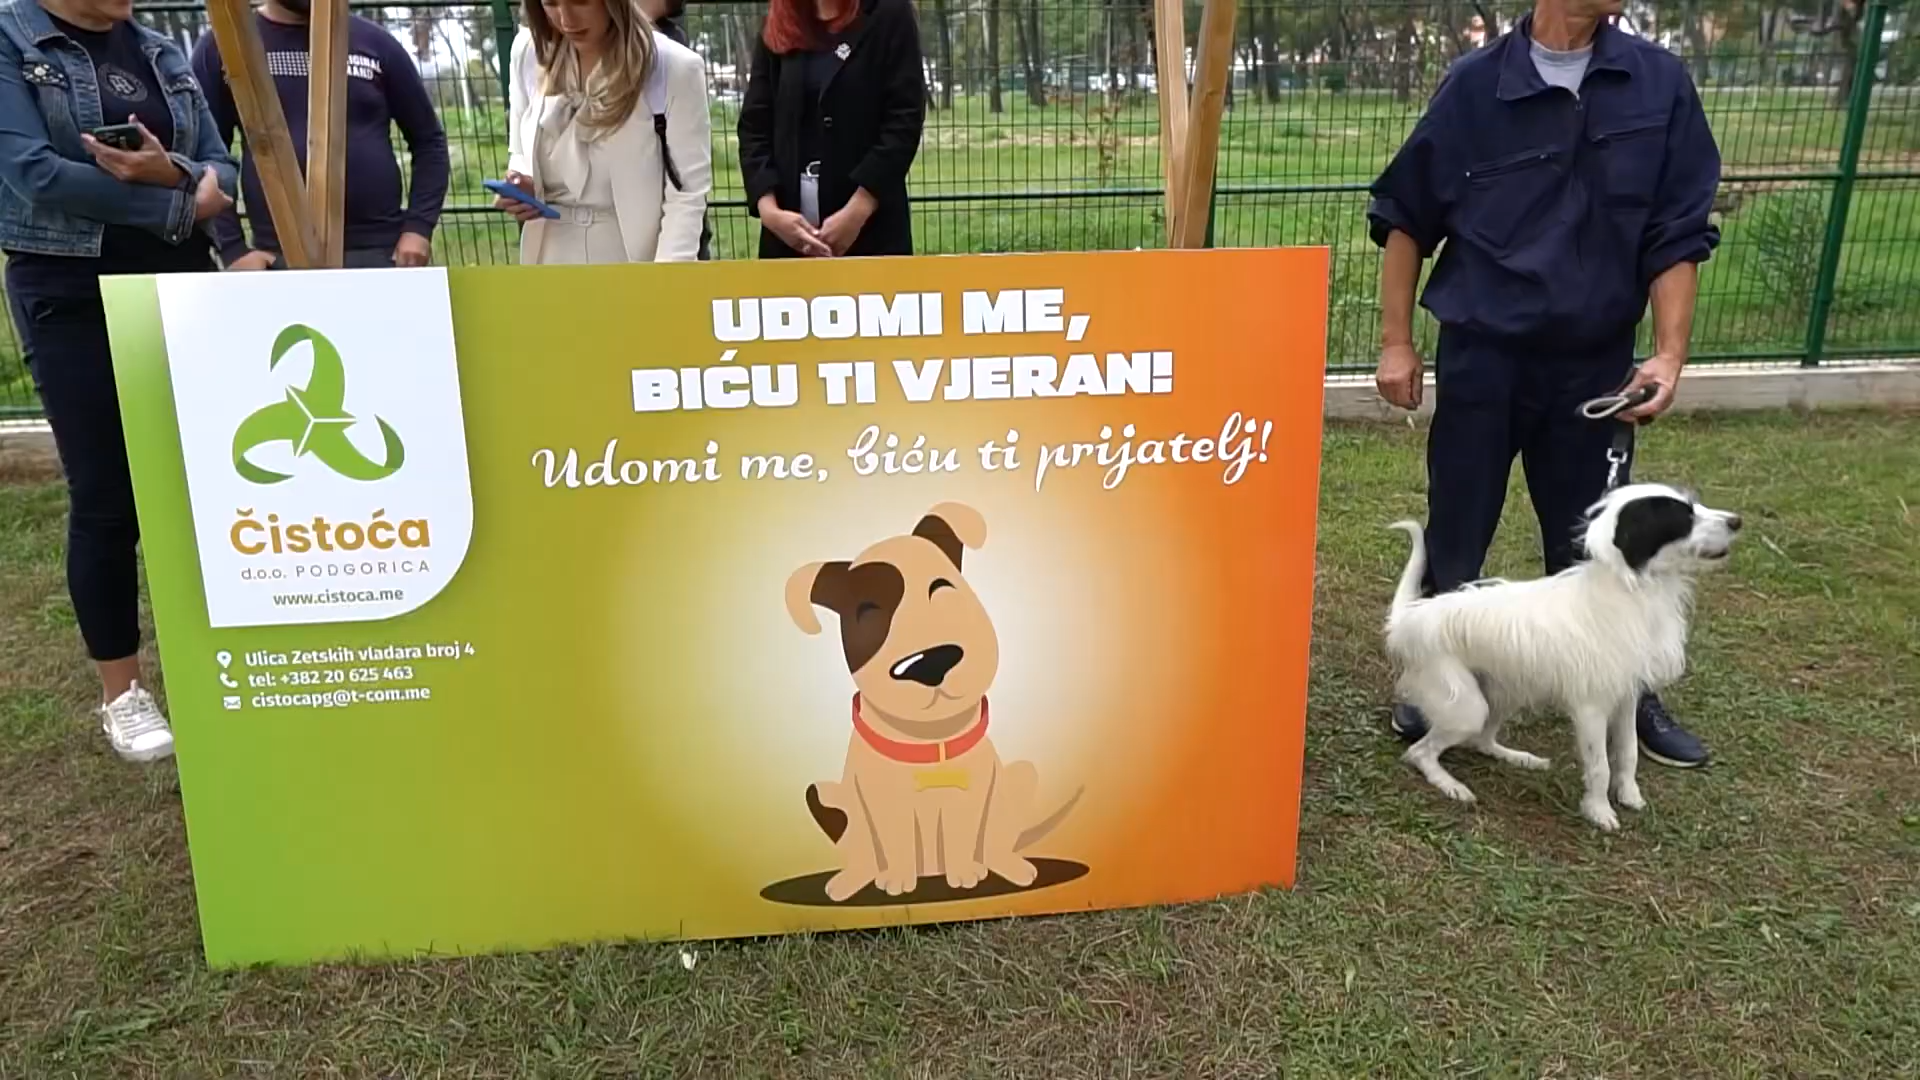 UDOMI ME,
BIĆU TI VJERAN!
Udomi me, biću ti prijatelj!
Čistoća
d.o.o. PODGORICA
www.cistoca.me
Ulica Zetskih vladara broj 4
tel: +382 20 625 463
cistocapg@t-com.me